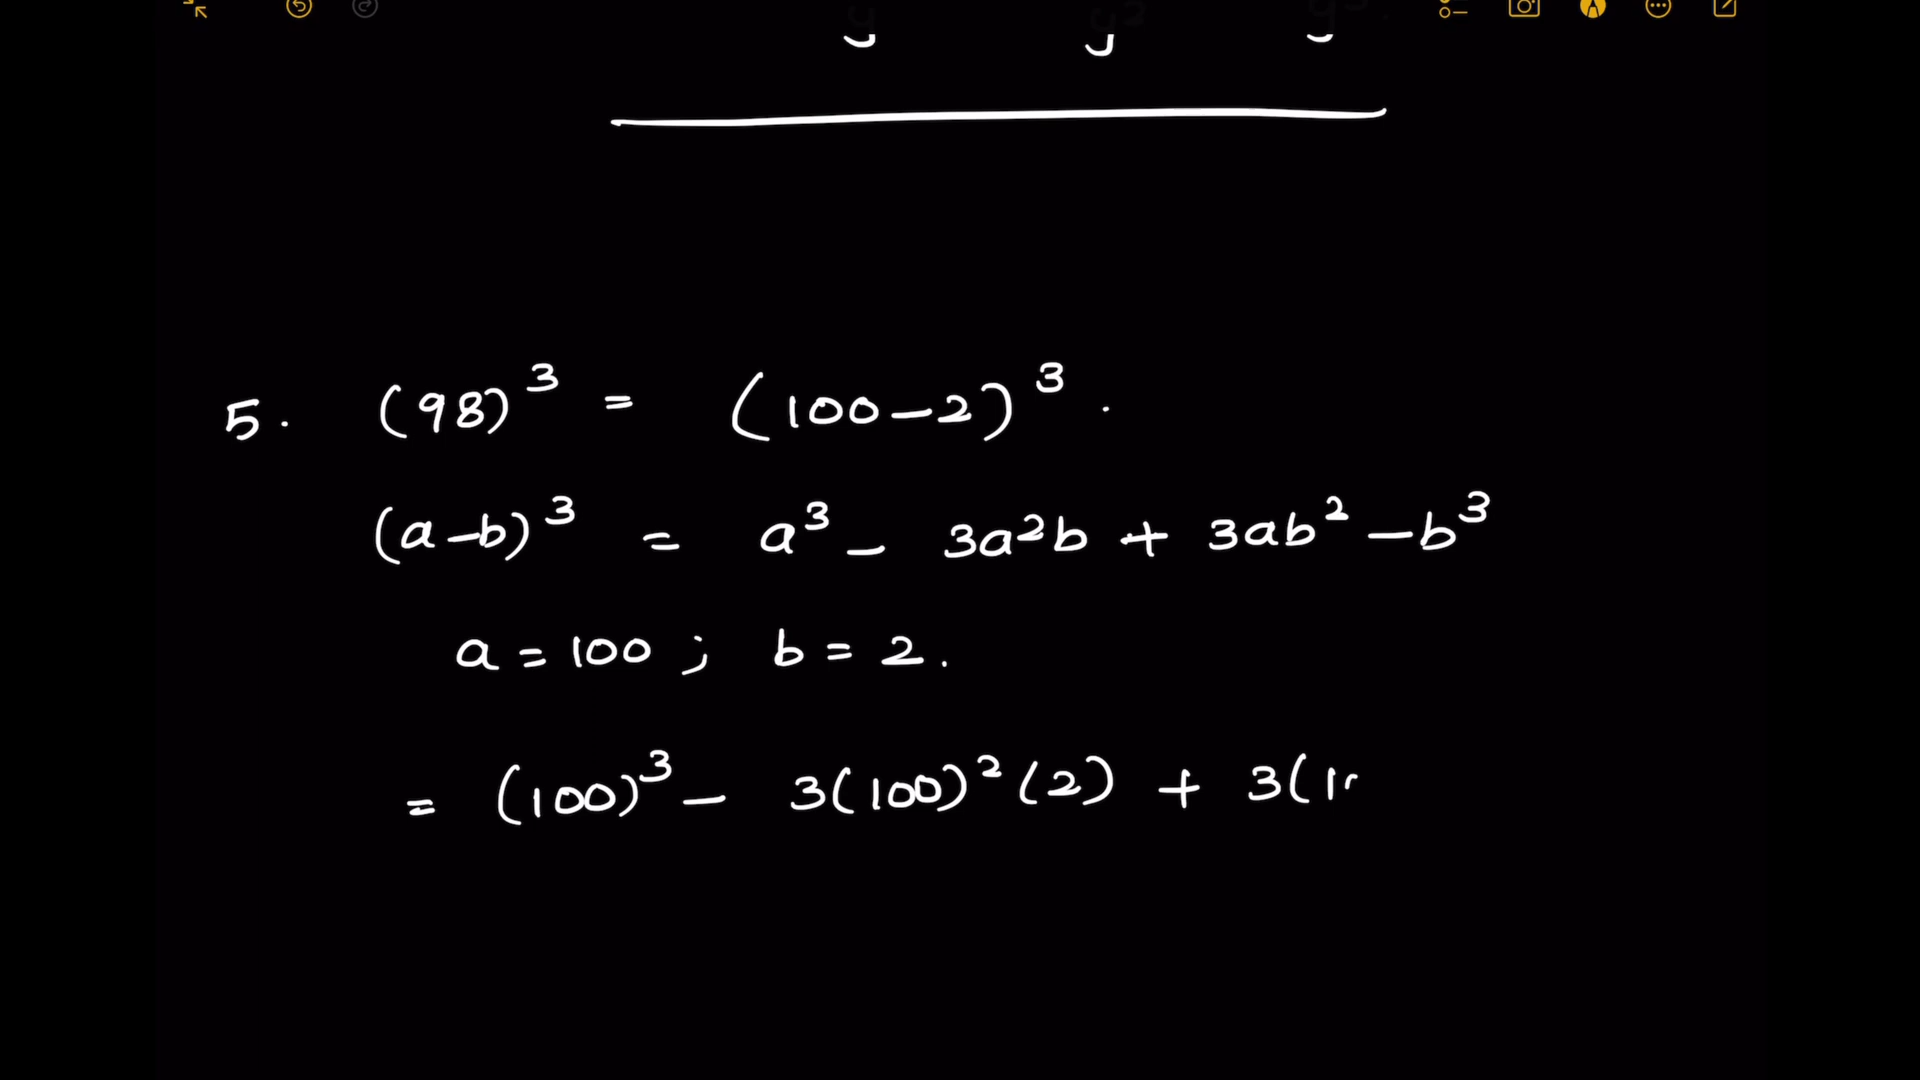 5. (98)³ = (100-2)³.
(a-b)³ = a³ - 3a²b + 3ab² - b³
a = 100 ; b = 2.
= (100)³ - 3(100)²(2) + 3(1